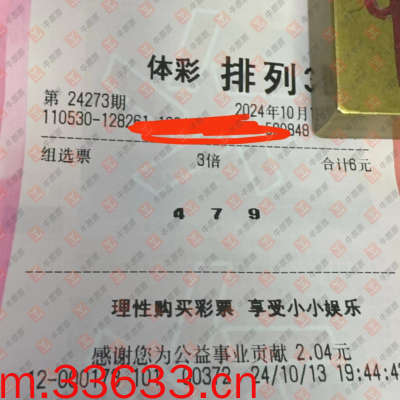 体彩 排列3
第 24273期
2024年10月1
110530-128261
组选票 3倍 合计6元
4 7 9
理性购买彩票 享受小小娱乐
感谢您为公益事业贡献 2.04元
24/10/13 19:44:4
m.33633.cn